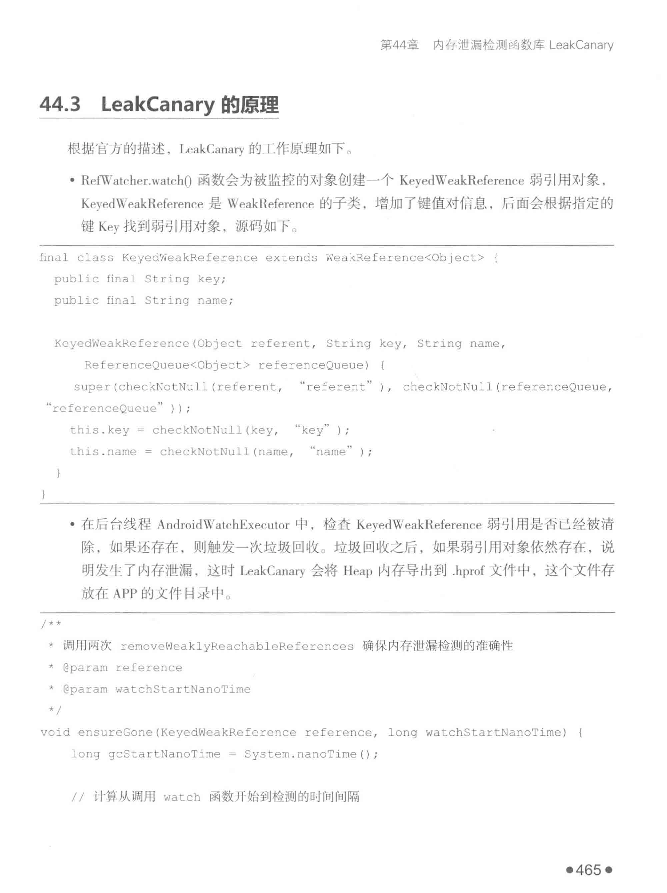 第44章 内存泄漏检测函数库 LeakCanary
44.3 LeakCanary 的原理
根据官方的描述，LeakCanary 的工作原理如下。
• RefWatcher.watch() 函数会为被监控的对象创建一个 KeyedWeakReference 弱引用对象，
KeyedWeakReference 是 WeakReference 的子类，增加了键值对信息，后面会根据指定的
键 Key 找到弱引用对象，源码如下。
final class KeyedWeakReference extends WeakReference<Object> {
public final String key;
public final String name;
KeyedWeakReference(Object referent, String key, String name,
ReferenceQueue<Object> referenceQueue) {
super(checkNotNull(referent, “referent”), checkNotNull(referenceQueue,
“referenceQueue”));
this.key = checkNotNull(key, “key”);
this.name = checkNotNull(name, “name”);
}
}
• 在后台线程 AndroidWatchExecutor 中，检查 KeyedWeakReference 弱引用是否已经被清
除，如果还存在，则触发一次垃圾回收。垃圾回收之后，如果弱引用对象依然存在，说
明发生了内存泄漏，这时 LeakCanary 会将 Heap 内存导出到 .hprof 文件中，这个文件存
放在 APP 的文件目录中。
/**
* 调用两次 removeWeaklyReachableReferences 确保内存泄漏检测的准确性
* @param reference
* @param watchStartNanoTime
*/
void ensureGone(KeyedWeakReference reference, long watchStartNanoTime) {
long gcStartNanoTime = System.nanoTime();
// 计算从调用 watch 函数开始到检测的时间间隔
●465●